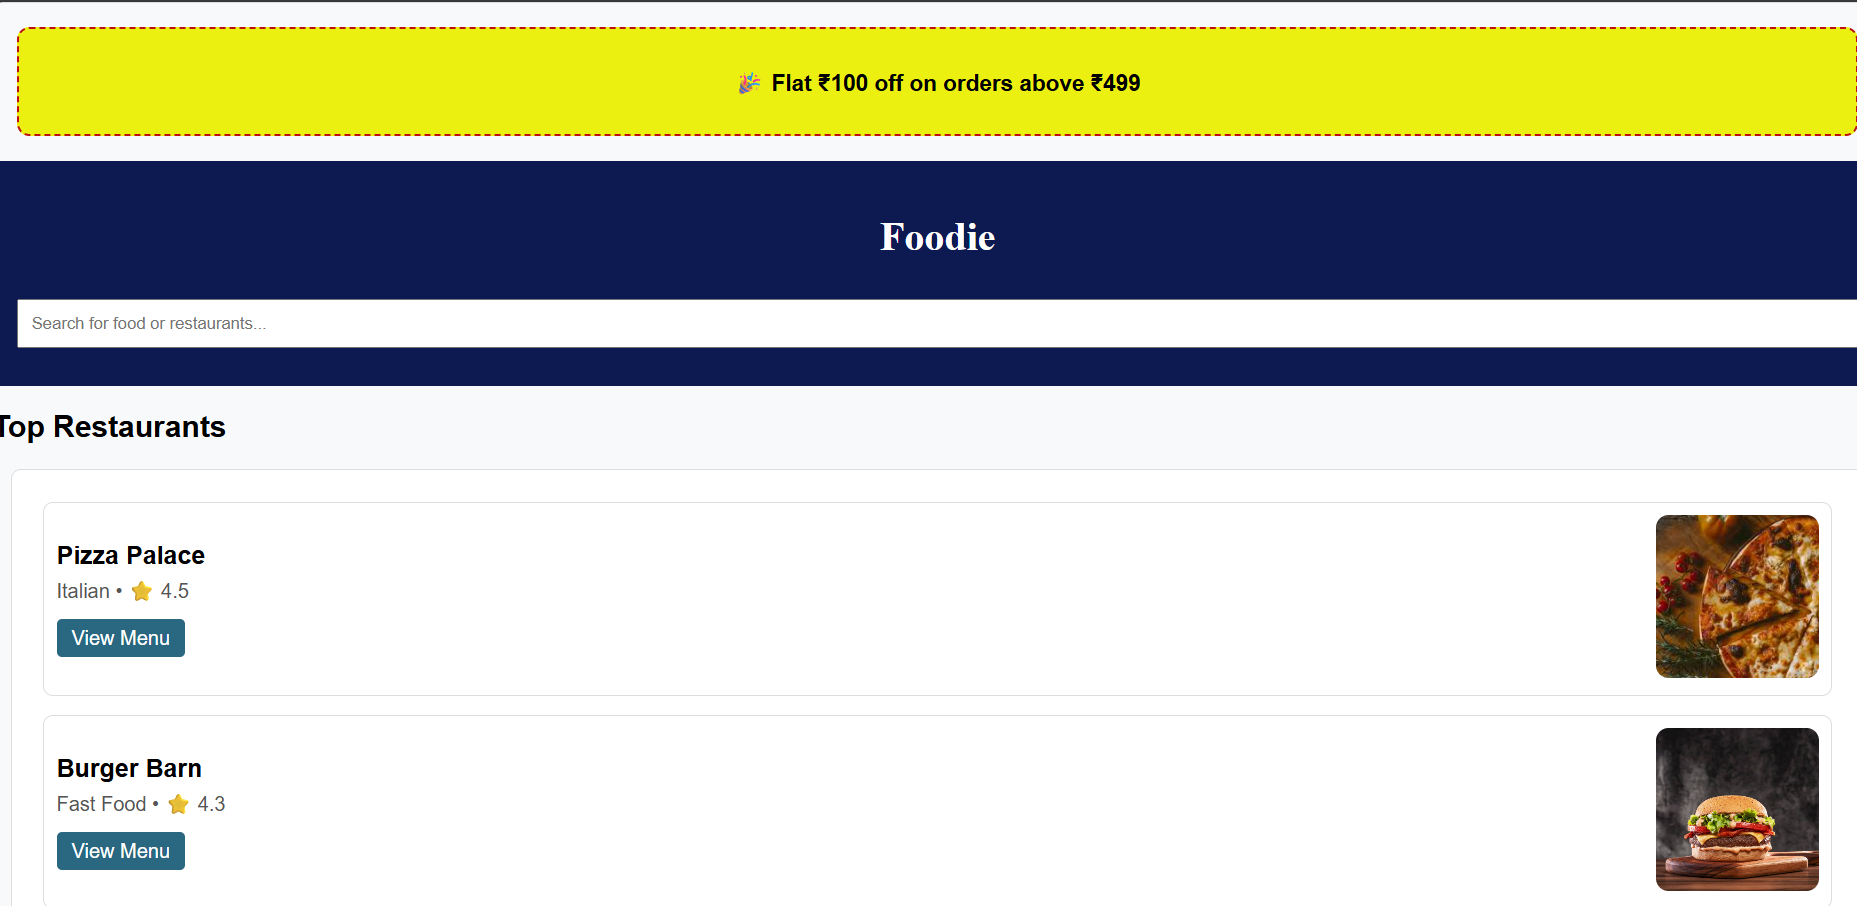 🎉 Flat ₹100 off on orders above ₹499
Foodie
Search for food or restaurants...
Top Restaurants
Pizza Palace
Italian • ⭐ 4.5
View Menu
Burger Barn
Fast Food • ⭐ 4.3
View Menu